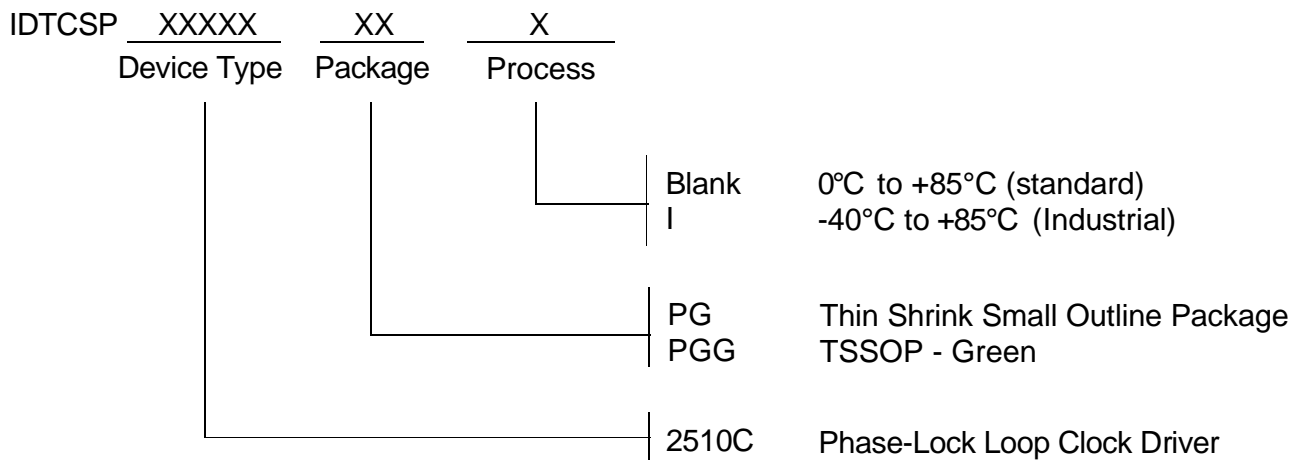 IDTCSP XXXXX XX X
Device Type Package Process
Blank 0°C to +85°C (standard)
I -40°C to +85°C (Industrial)
PG Thin Shrink Small Outline Package
PGG TSSOP - Green
2510C Phase-Lock Loop Clock Driver